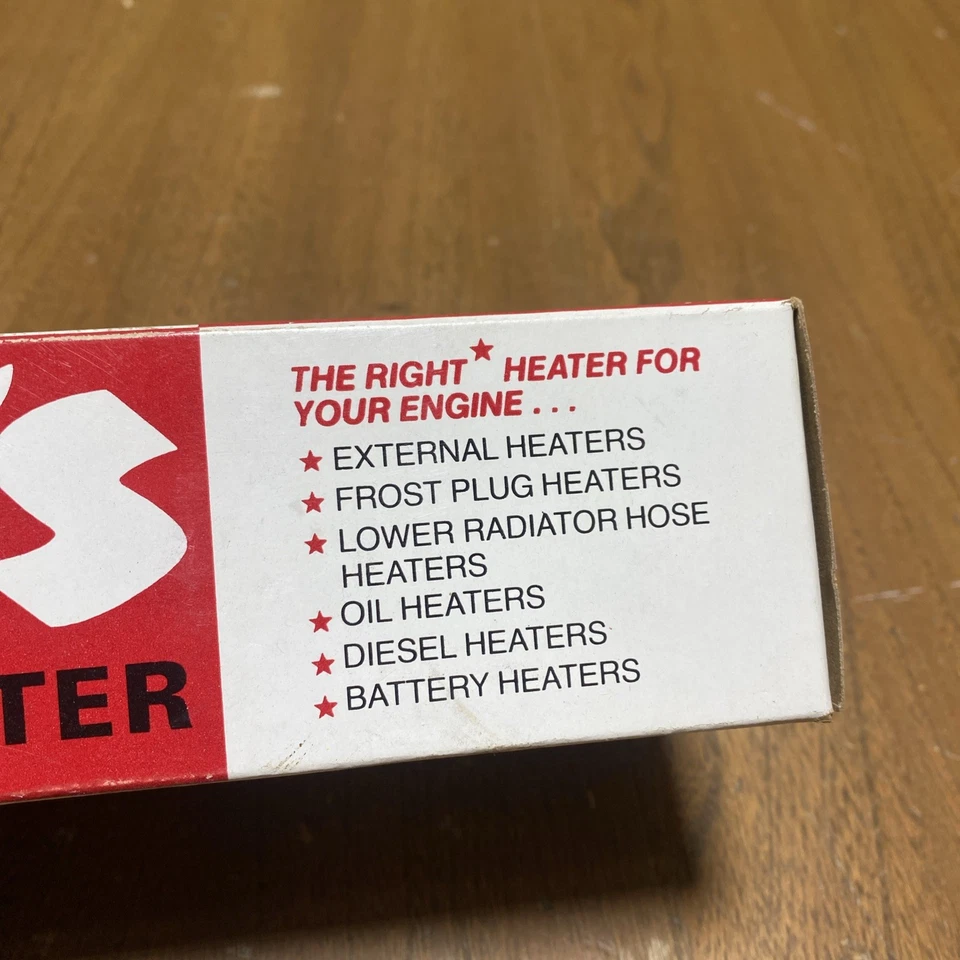 'S
TER
THE RIGHT★ HEATER FOR
YOUR ENGINE . . .
★ EXTERNAL HEATERS
★ FROST PLUG HEATERS
★ LOWER RADIATOR HOSE
HEATERS
★ OIL HEATERS
★ DIESEL HEATERS
★ BATTERY HEATERS